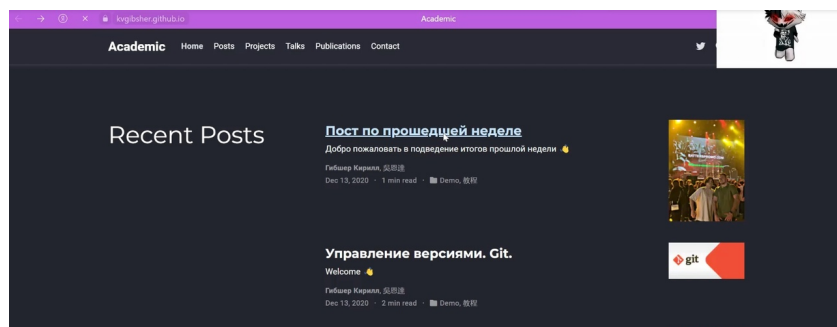 kvgibsher.github.io
Academic
Academic Home Posts Projects Talks Publications Contact
Recent Posts
Пост по прошедшей неделе
Добро пожаловать в подведение итогов прошлой недели 👋
Гибшер Кирилл, 吳恩達
Dec 13, 2020 · 1 min read · Demo, 教程
Управление версиями. Git.
Welcome 👋
Гибшер Кирилл, 吳恩達
Dec 13, 2020 · 2 min read · Demo, 教程
git